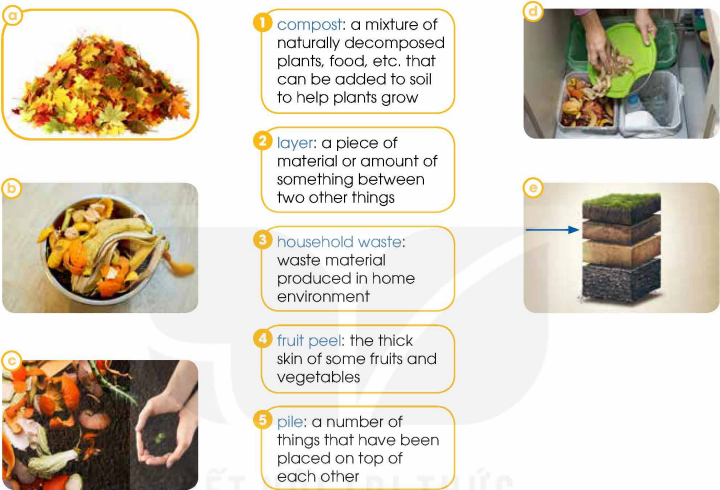 a
1 compost: a mixture of
naturally decomposed
plants, food, etc. that
can be added to soil
to help plants grow
d
2 layer: a piece of
material or amount of
something between
two other things
b
e
3 household waste:
waste material
produced in home
environment
4 fruit peel: the thick
skin of some fruits and
vegetables
c
5 pile: a number of
things that have been
placed on top of
each other
TRI THỨC